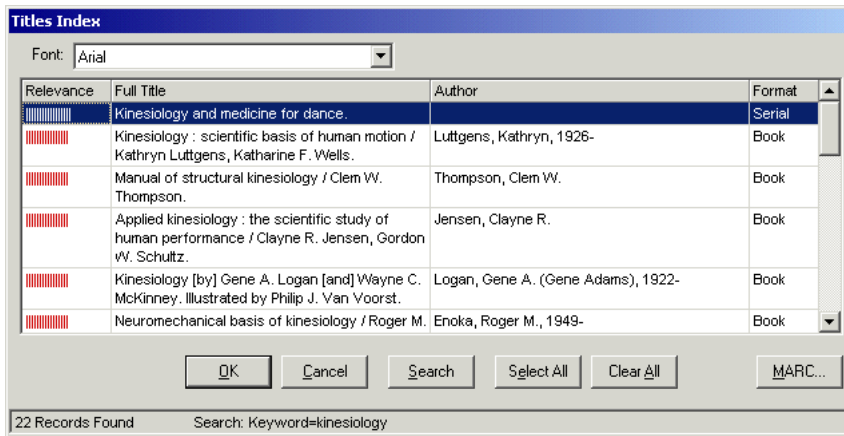 Titles Index
Font: Arial
Relevance Full Title Author Format
Kinesiology and medicine for dance. Serial
Kinesiology : scientific basis of human motion / Luttgens, Kathryn, 1926- Book
Kathryn Luttgens, Katharine F. Wells.
Manual of structural kinesiology / Clem W. Thompson, Clem W. Book
Thompson.
Applied kinesiology : the scientific study of Jensen, Clayne R. Book
human performance / Clayne R. Jensen, Gordon
W. Schultz.
Kinesiology [by] Gene A. Logan [and] Wayne C. Logan, Gene A. (Gene Adams), 1922- Book
McKinney. Illustrated by Philip J. Van Voorst.
Neuromechanical basis of kinesiology / Roger M. Enoka, Roger M., 1949- Book
OK Cancel Search Select All Clear All MARC...
22 Records Found Search: Keyword=kinesiology